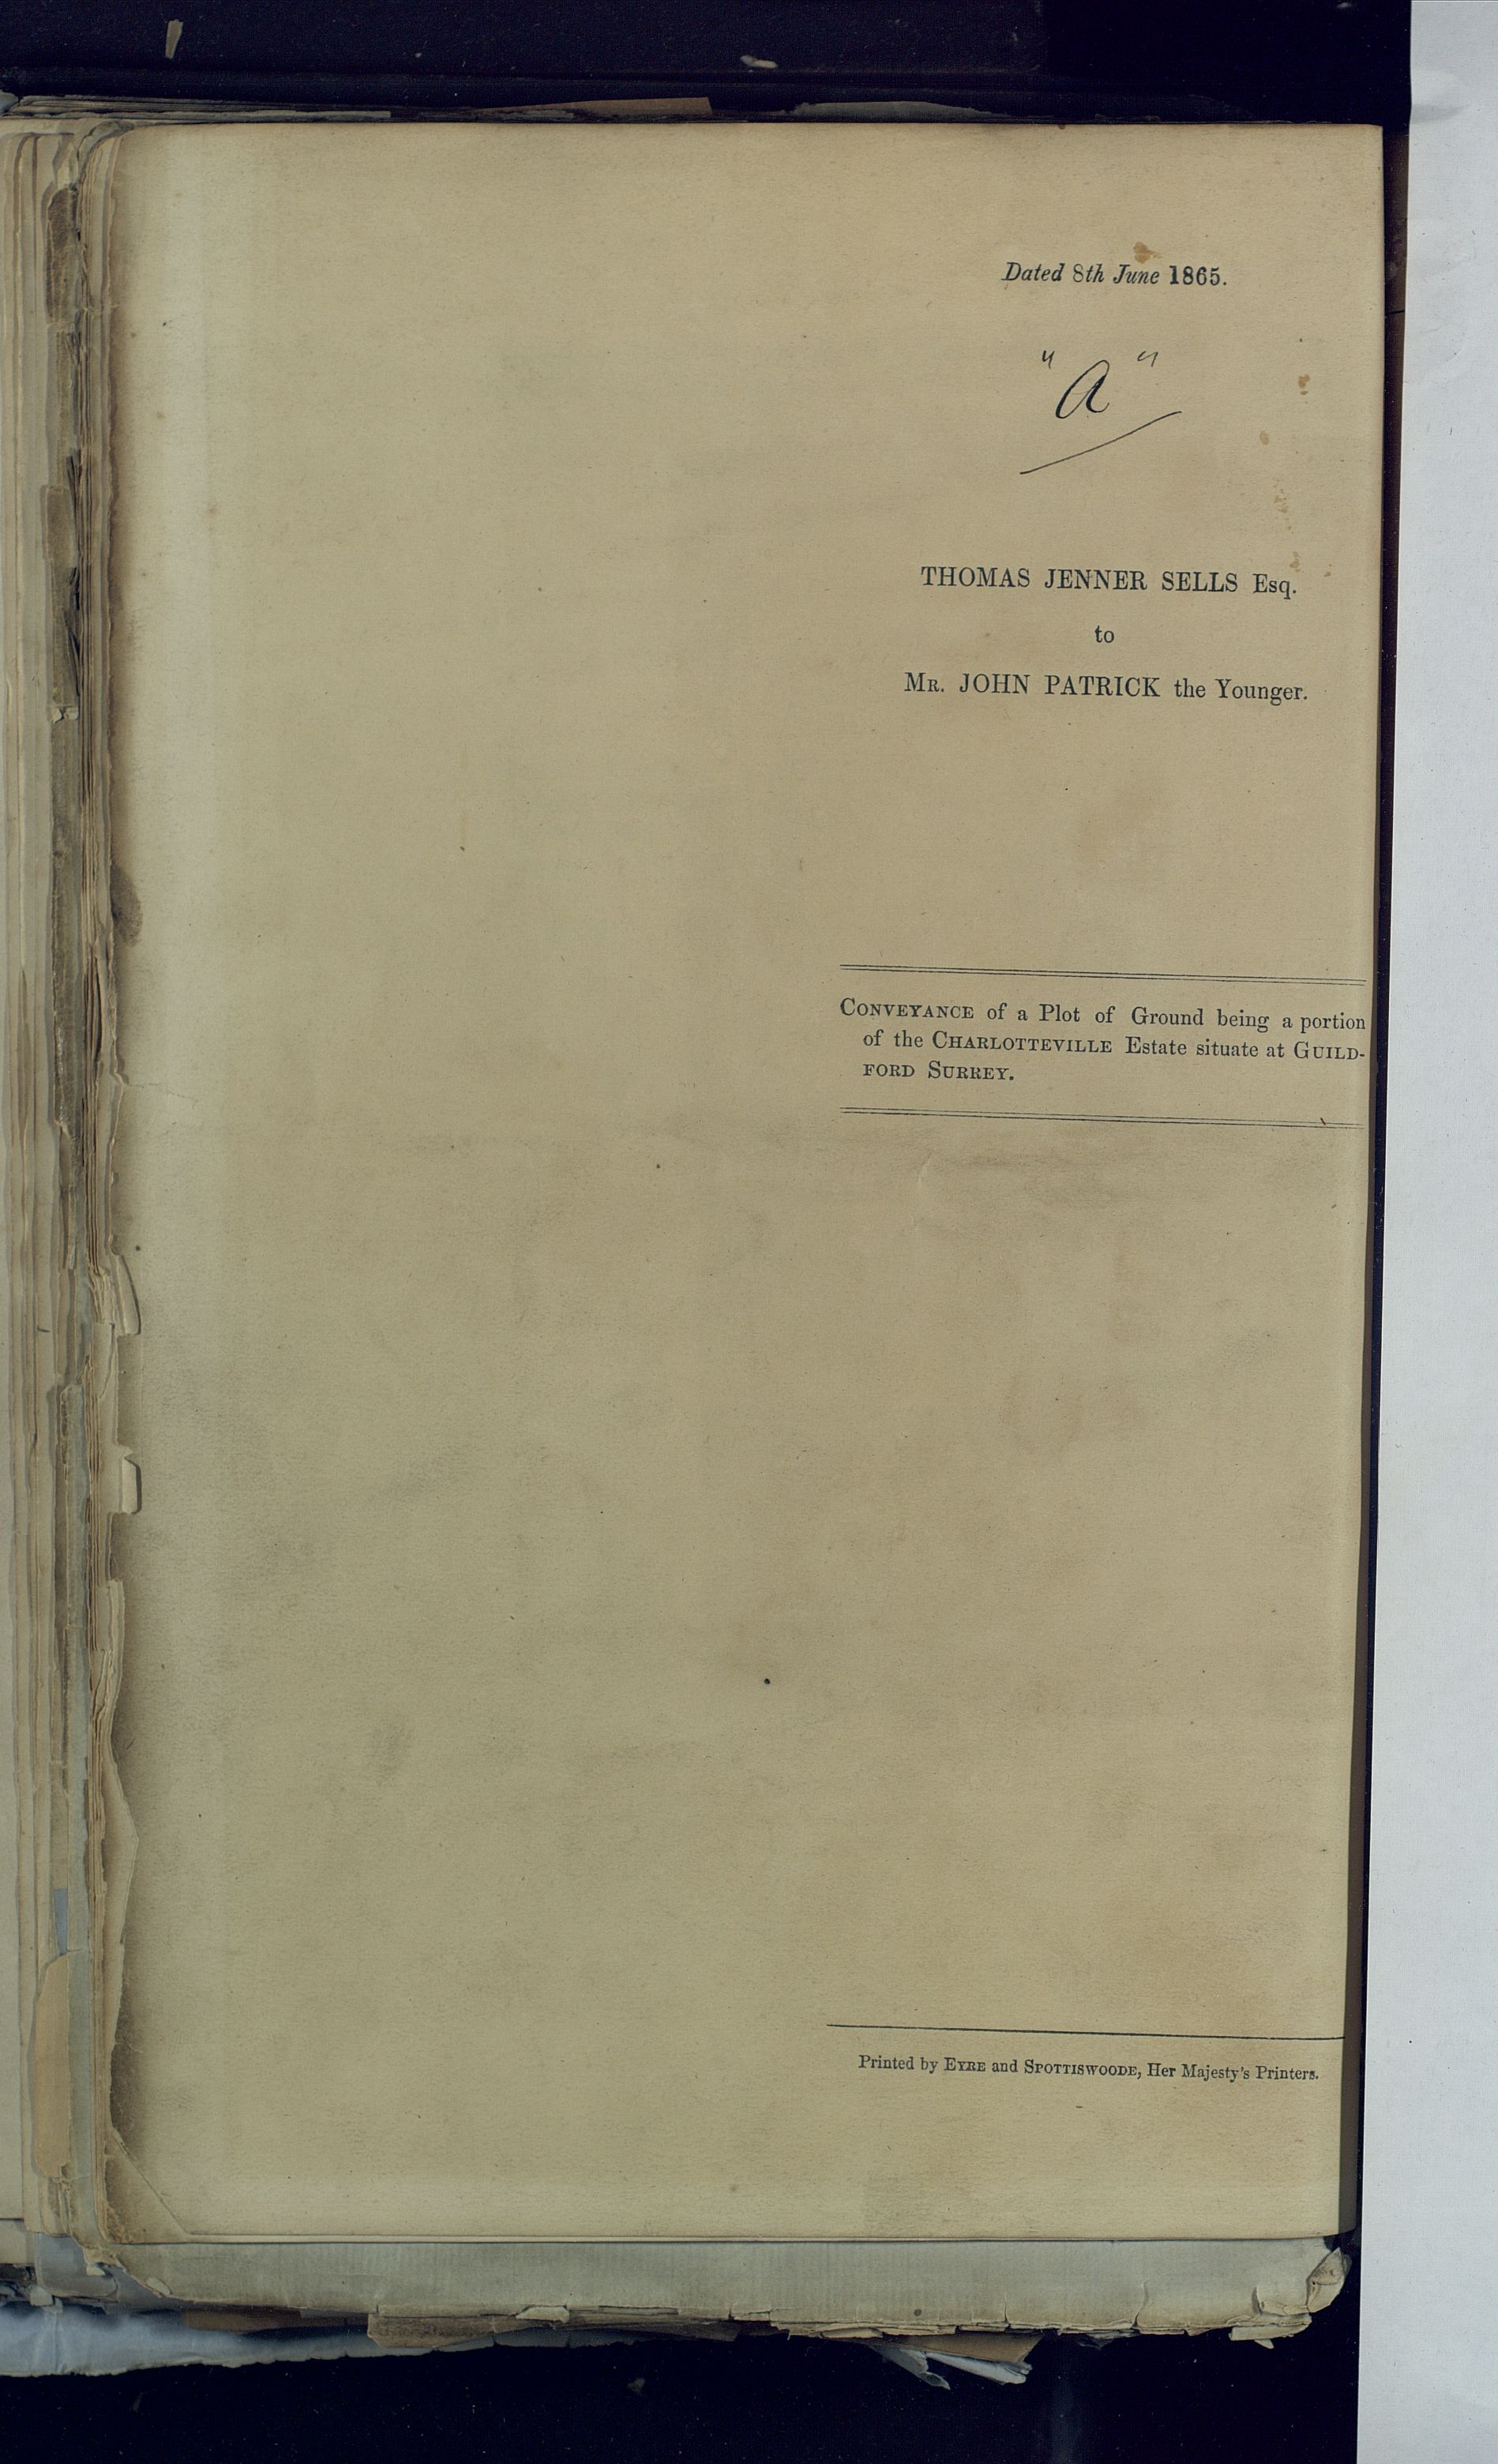 Dated 8th June 1865.
"A"
THOMAS JENNER SELLS Esq.
to
MR. JOHN PATRICK the Younger.
CONVEYANCE of a Plot of Ground being a portion
of the CHARLOTTEVILLE Estate situate at GUILD-
FORD SURREY.
Printed by EYRE and SPOTTISWOODE, Her Majesty's Printers.